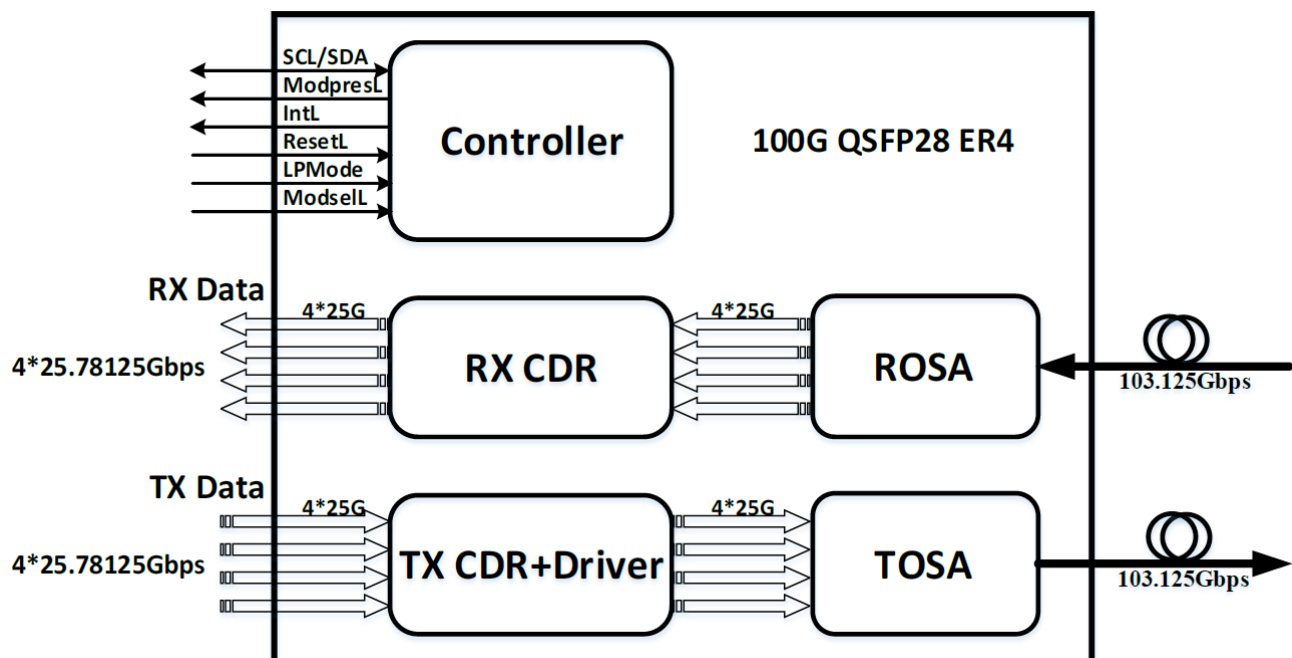 SCL/SDA
ModpresL
IntL
ResetL
LPMode
ModselL
Controller
100G QSFP28 ER4
RX Data
4*25G
4*25G
4*25.78125Gbps
RX CDR
ROSA
103.125Gbps
TX Data
4*25G
4*25G
4*25.78125Gbps
TX CDR+Driver
TOSA
103.125Gbps